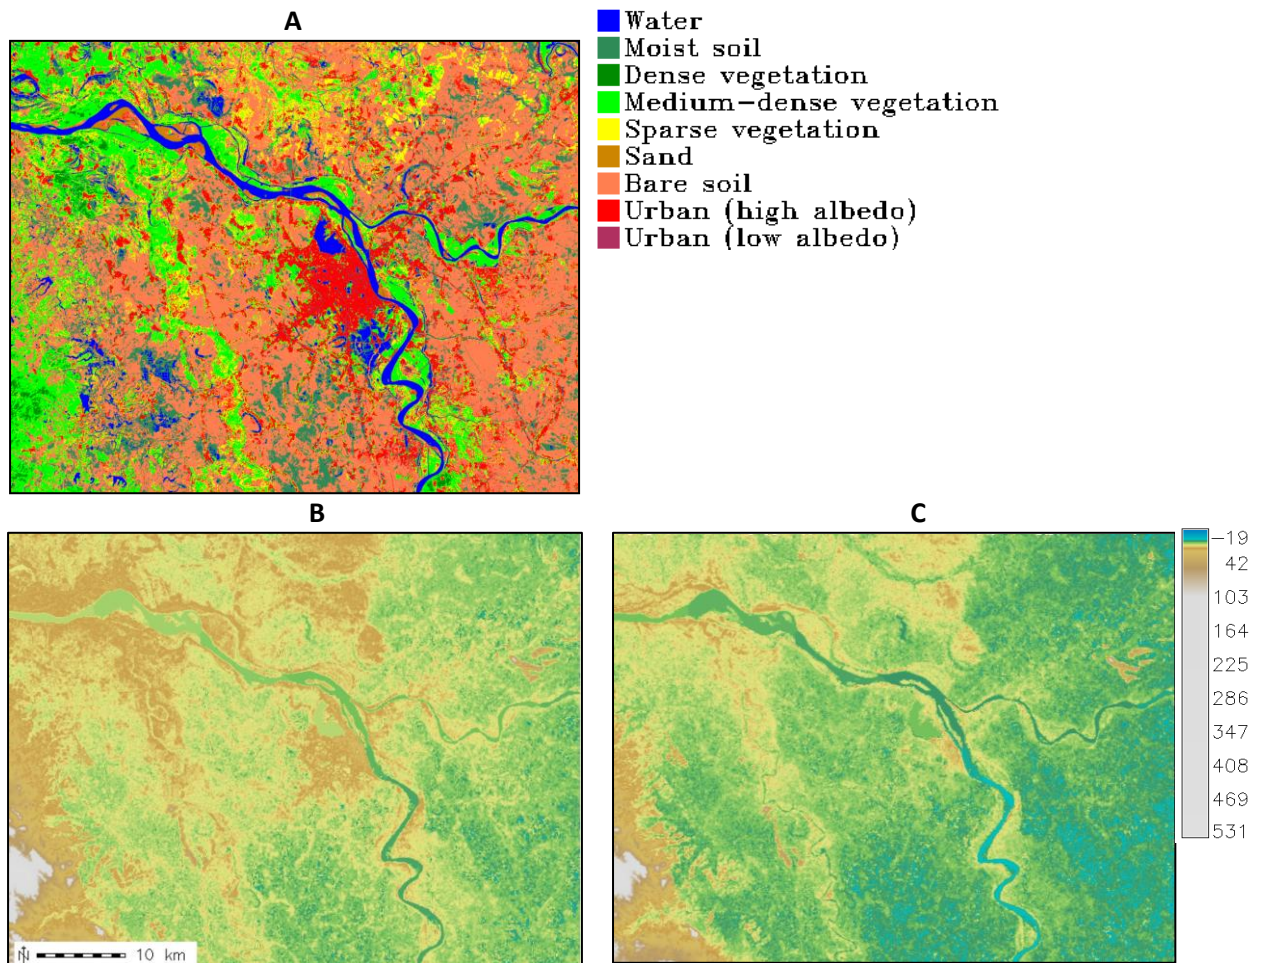 A
Water
Moist soil
Dense vegetation
Medium-dense vegetation
Sparse vegetation
Sand
Bare soil
Urban (high albedo)
Urban (low albedo)
B
C
-19
42
103
164
225
286
347
408
469
531
N 10 km